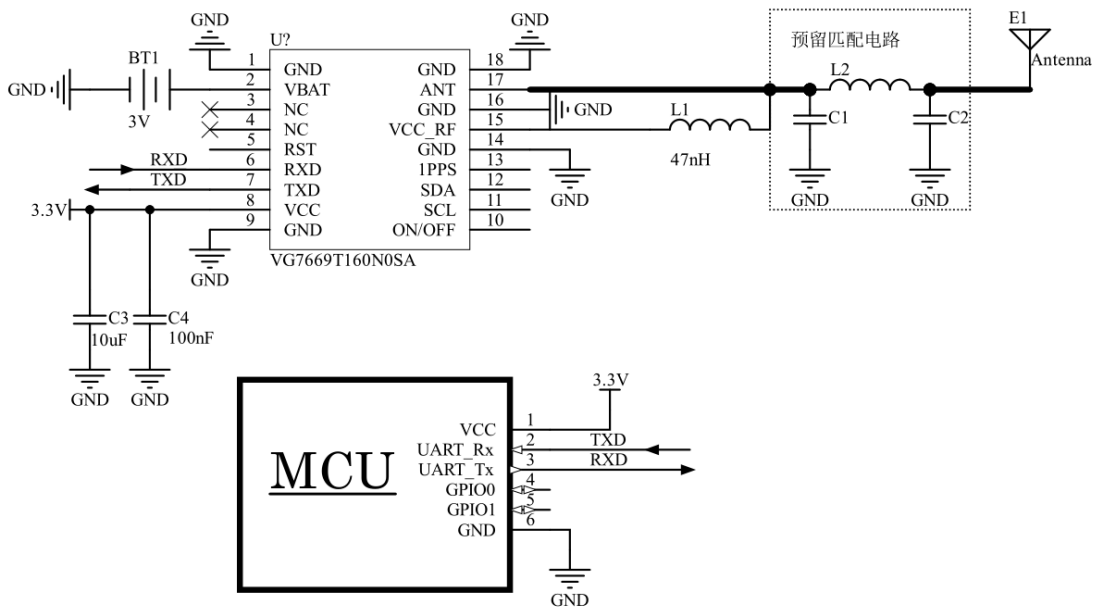 GND
U?
BT1
GND
3V
1 GND
2 VBAT
3 NC
4 NC
5 RST
RXD 6 RXD
TXD 7 TXD
3.3V 8 VCC
9 GND
GND
GND
GND 18
ANT 17
GND 16 GND
VCC_RF 15
GND 14
GND
1PPS 13
SDA 12
SCL 11
ON/OFF 10
VG7669T160N0SA
L1
47nH
预留匹配电路
L2
C1
GND
C2
GND
E1
Antenna
C3
10uF
GND
C4
100nF
GND
MCU
3.3V
VCC 1
UART_Rx 2 TXD
UART_Tx 3 RXD
GPIO0 4
GPIO1 5
GND 6
GND